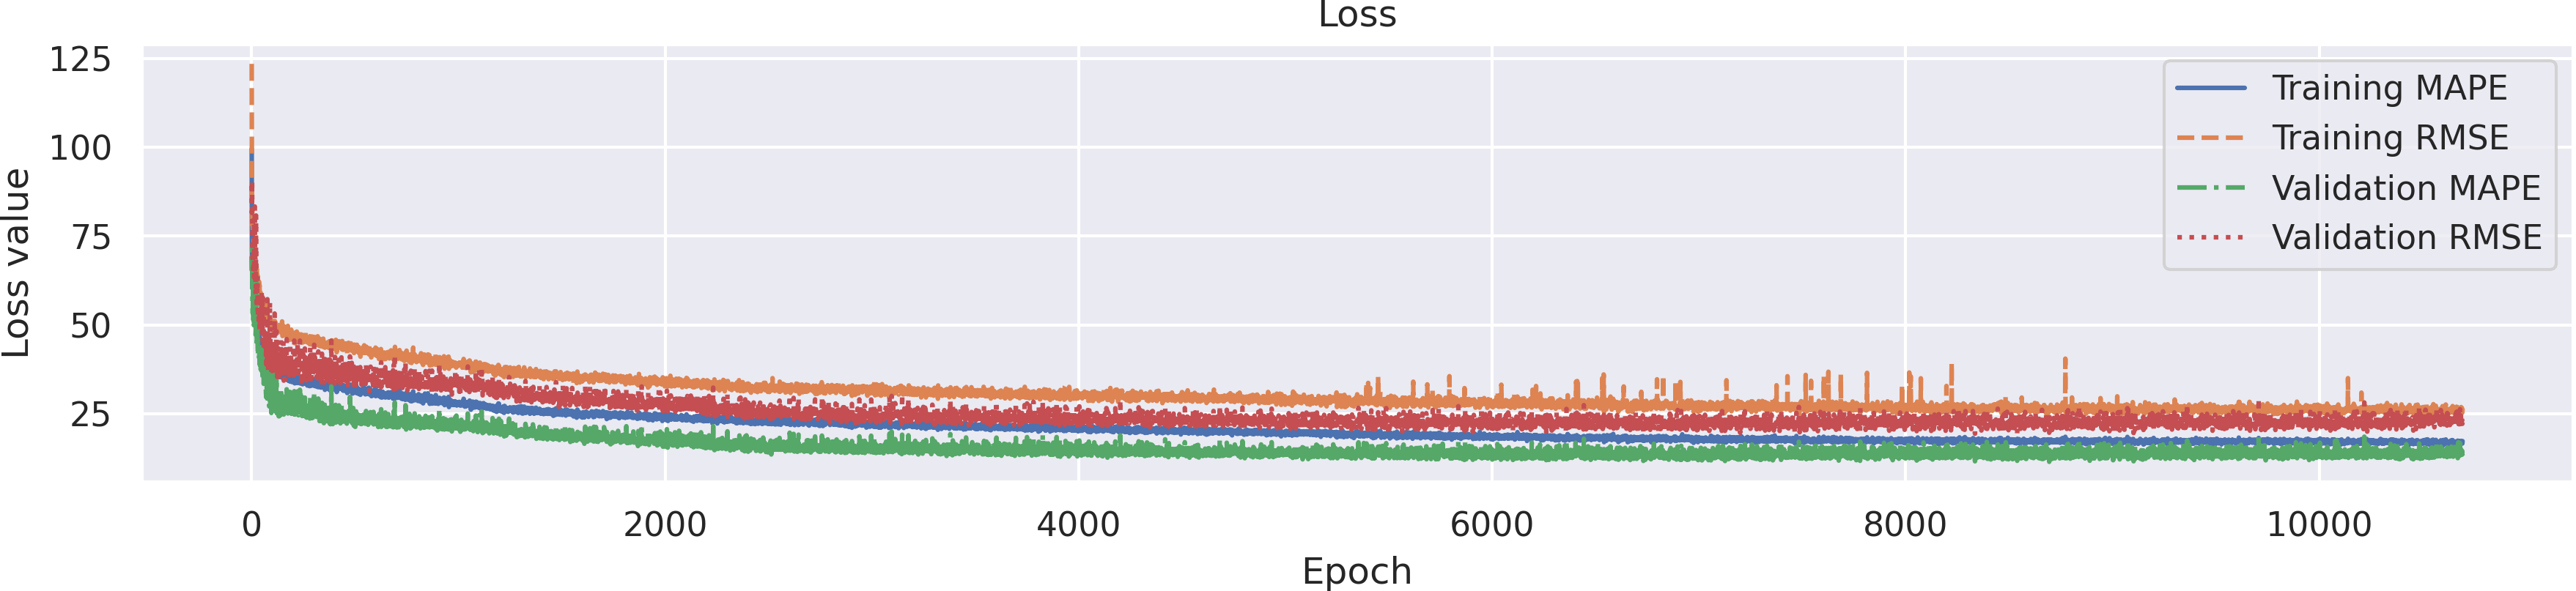 Loss
125
100
75
50
25
Loss value
Training MAPE
Training RMSE
Validation MAPE
Validation RMSE
0
2000
4000
6000
8000
10000
Epoch